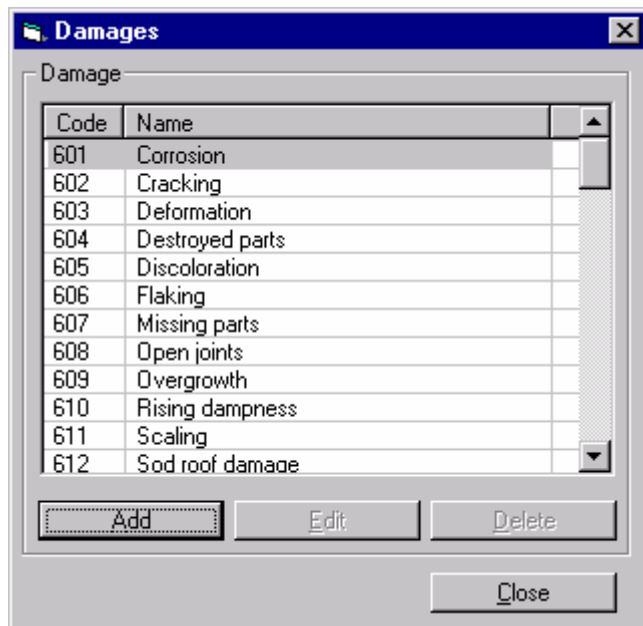 Damages
Damage
Code Name
601 Corrosion
602 Cracking
603 Deformation
604 Destroyed parts
605 Discoloration
606 Flaking
607 Missing parts
608 Open joints
609 Overgrowth
610 Rising dampness
611 Scaling
612 Sod roof damage
Add Edit Delete
Close